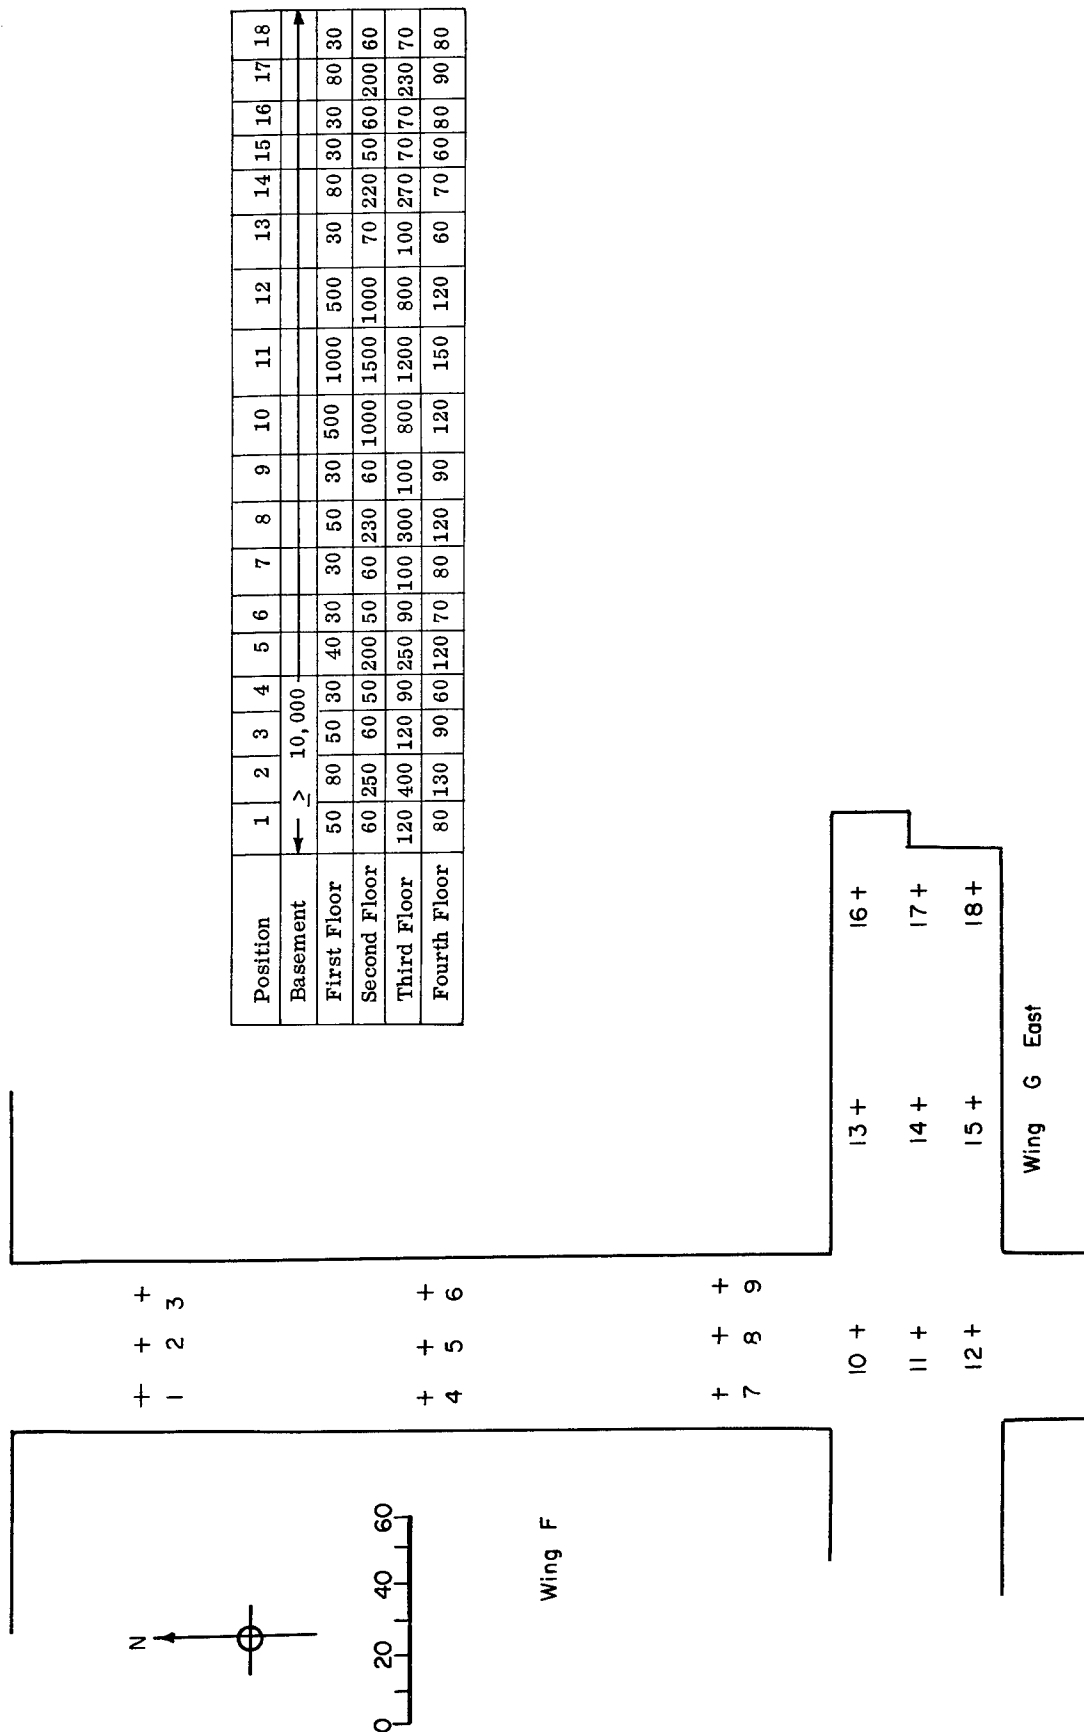 Position 1 2 3 4 5 6 7 8 9 10 11 12 13 14 15 16 17 18
Basement ≥ 10,000
First Floor 50 80 50 30 40 30 30 50 30 500 1000 500 30 80 30 30 80 30
Second Floor 60 250 60 50 200 50 60 230 60 1000 1500 1000 70 220 50 60 200 60
Third Floor 120 400 120 90 250 90 100 300 100 800 1200 800 100 270 70 70 230 70
Fourth Floor 80 130 90 60 120 70 80 120 90 120 150 120 60 70 60 80 90 80
N
0 20 40 60
Wing F
1 2 3
4 5 6
7 8 9
10 13 16
11 14 17
12 15 18
Wing G East